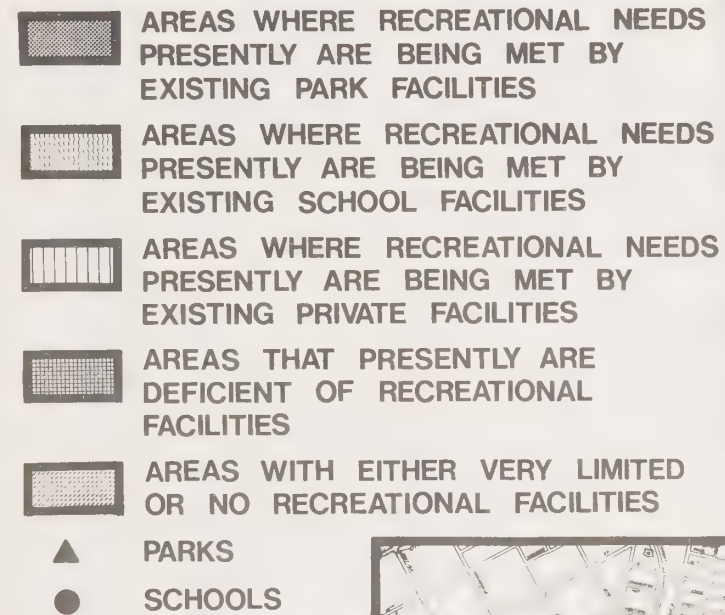 AREAS WHERE RECREATIONAL NEEDS
PRESENTLY ARE BEING MET BY
EXISTING PARK FACILITIES
AREAS WHERE RECREATIONAL NEEDS
PRESENTLY ARE BEING MET BY
EXISTING SCHOOL FACILITIES
AREAS WHERE RECREATIONAL NEEDS
PRESENTLY ARE BEING MET BY
EXISTING PRIVATE FACILITIES
AREAS THAT PRESENTLY ARE
DEFICIENT OF RECREATIONAL
FACILITIES
AREAS WITH EITHER VERY LIMITED
OR NO RECREATIONAL FACILITIES
PARKS
SCHOOLS